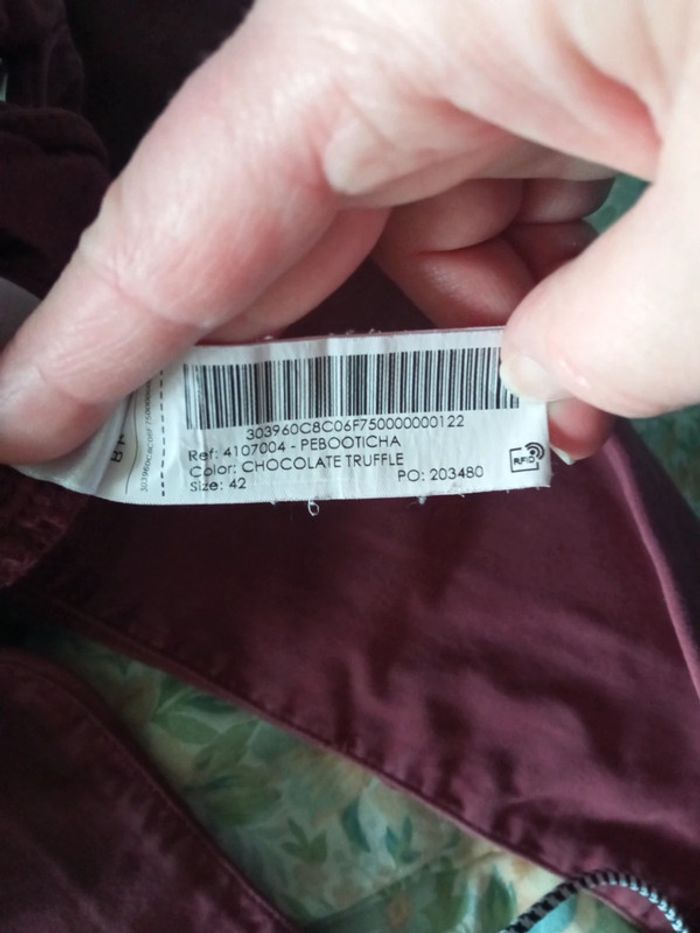 303960C8C06F750000000122
Ref: 4107004 - PEBOOTICHA
Color: CHOCOLATE TRUFFLE
Size: 42
PO: 203480
RFID